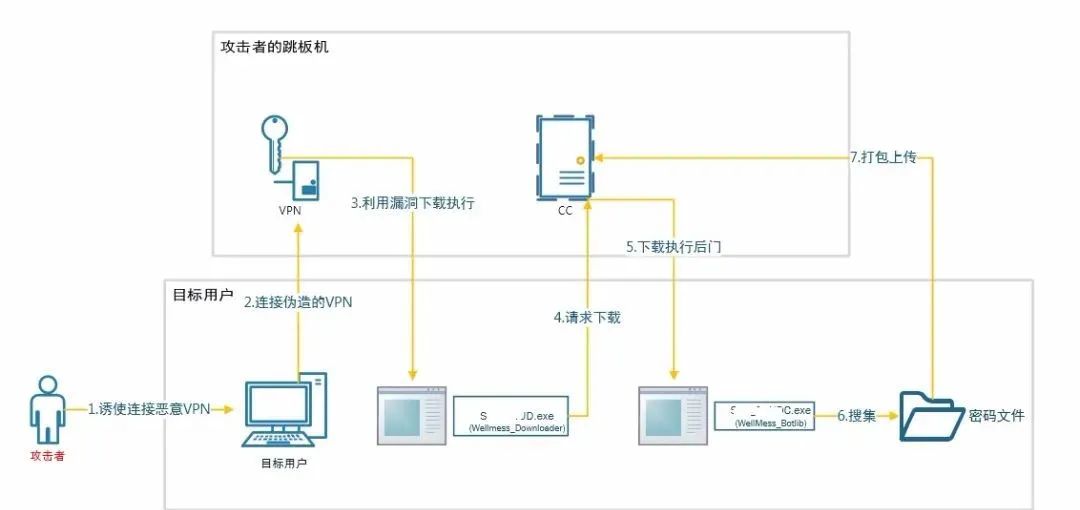 攻击者的跳板机
VPN
CC
3.利用漏洞下载执行
7.打包上传
5.下载执行后门
目标用户
2.连接伪造的VPN
4.请求下载
1.诱使连接恶意VPN
攻击者
目标用户
.exe
(Wellmess_Downloader)
.exe
(WellMess_Botlib)
6.搜集
密码文件